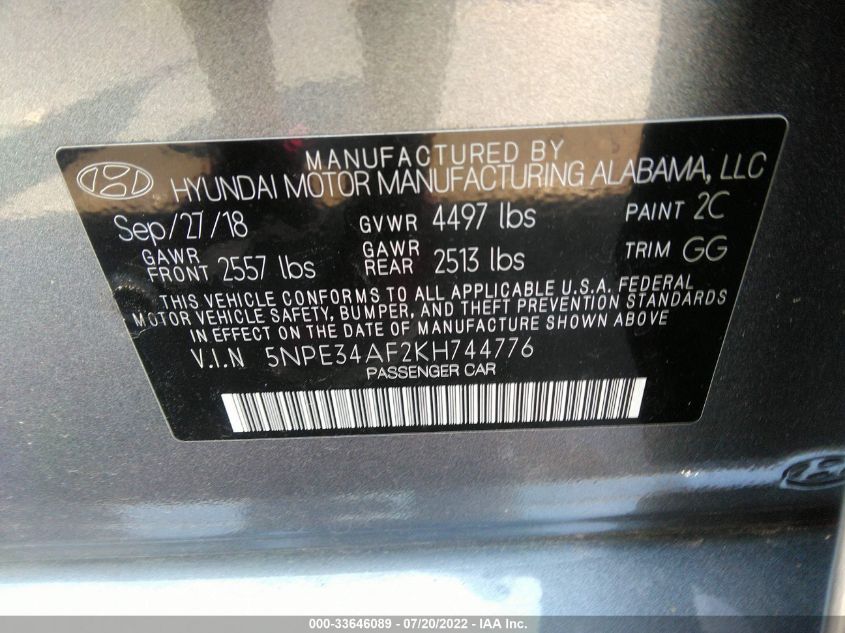 MANUFACTURED BY
HYUNDAI MOTOR MANUFACTURING ALABAMA, LLC
Sep/27/18 GVWR 4497 lbs PAINT 2C
GAWR FRONT 2557 lbs GAWR REAR 2513 lbs TRIM GG
THIS VEHICLE CONFORMS TO ALL APPLICABLE U.S.A. FEDERAL
MOTOR VEHICLE SAFETY, BUMPER, AND THEFT PREVENTION STANDARDS
IN EFFECT ON THE DATE OF MANUFACTURE SHOWN ABOVE
V.I.N 5NPE34AF2KH744776
PASSENGER CAR
000-33646089 - 07/20/2022 - IAA Inc.